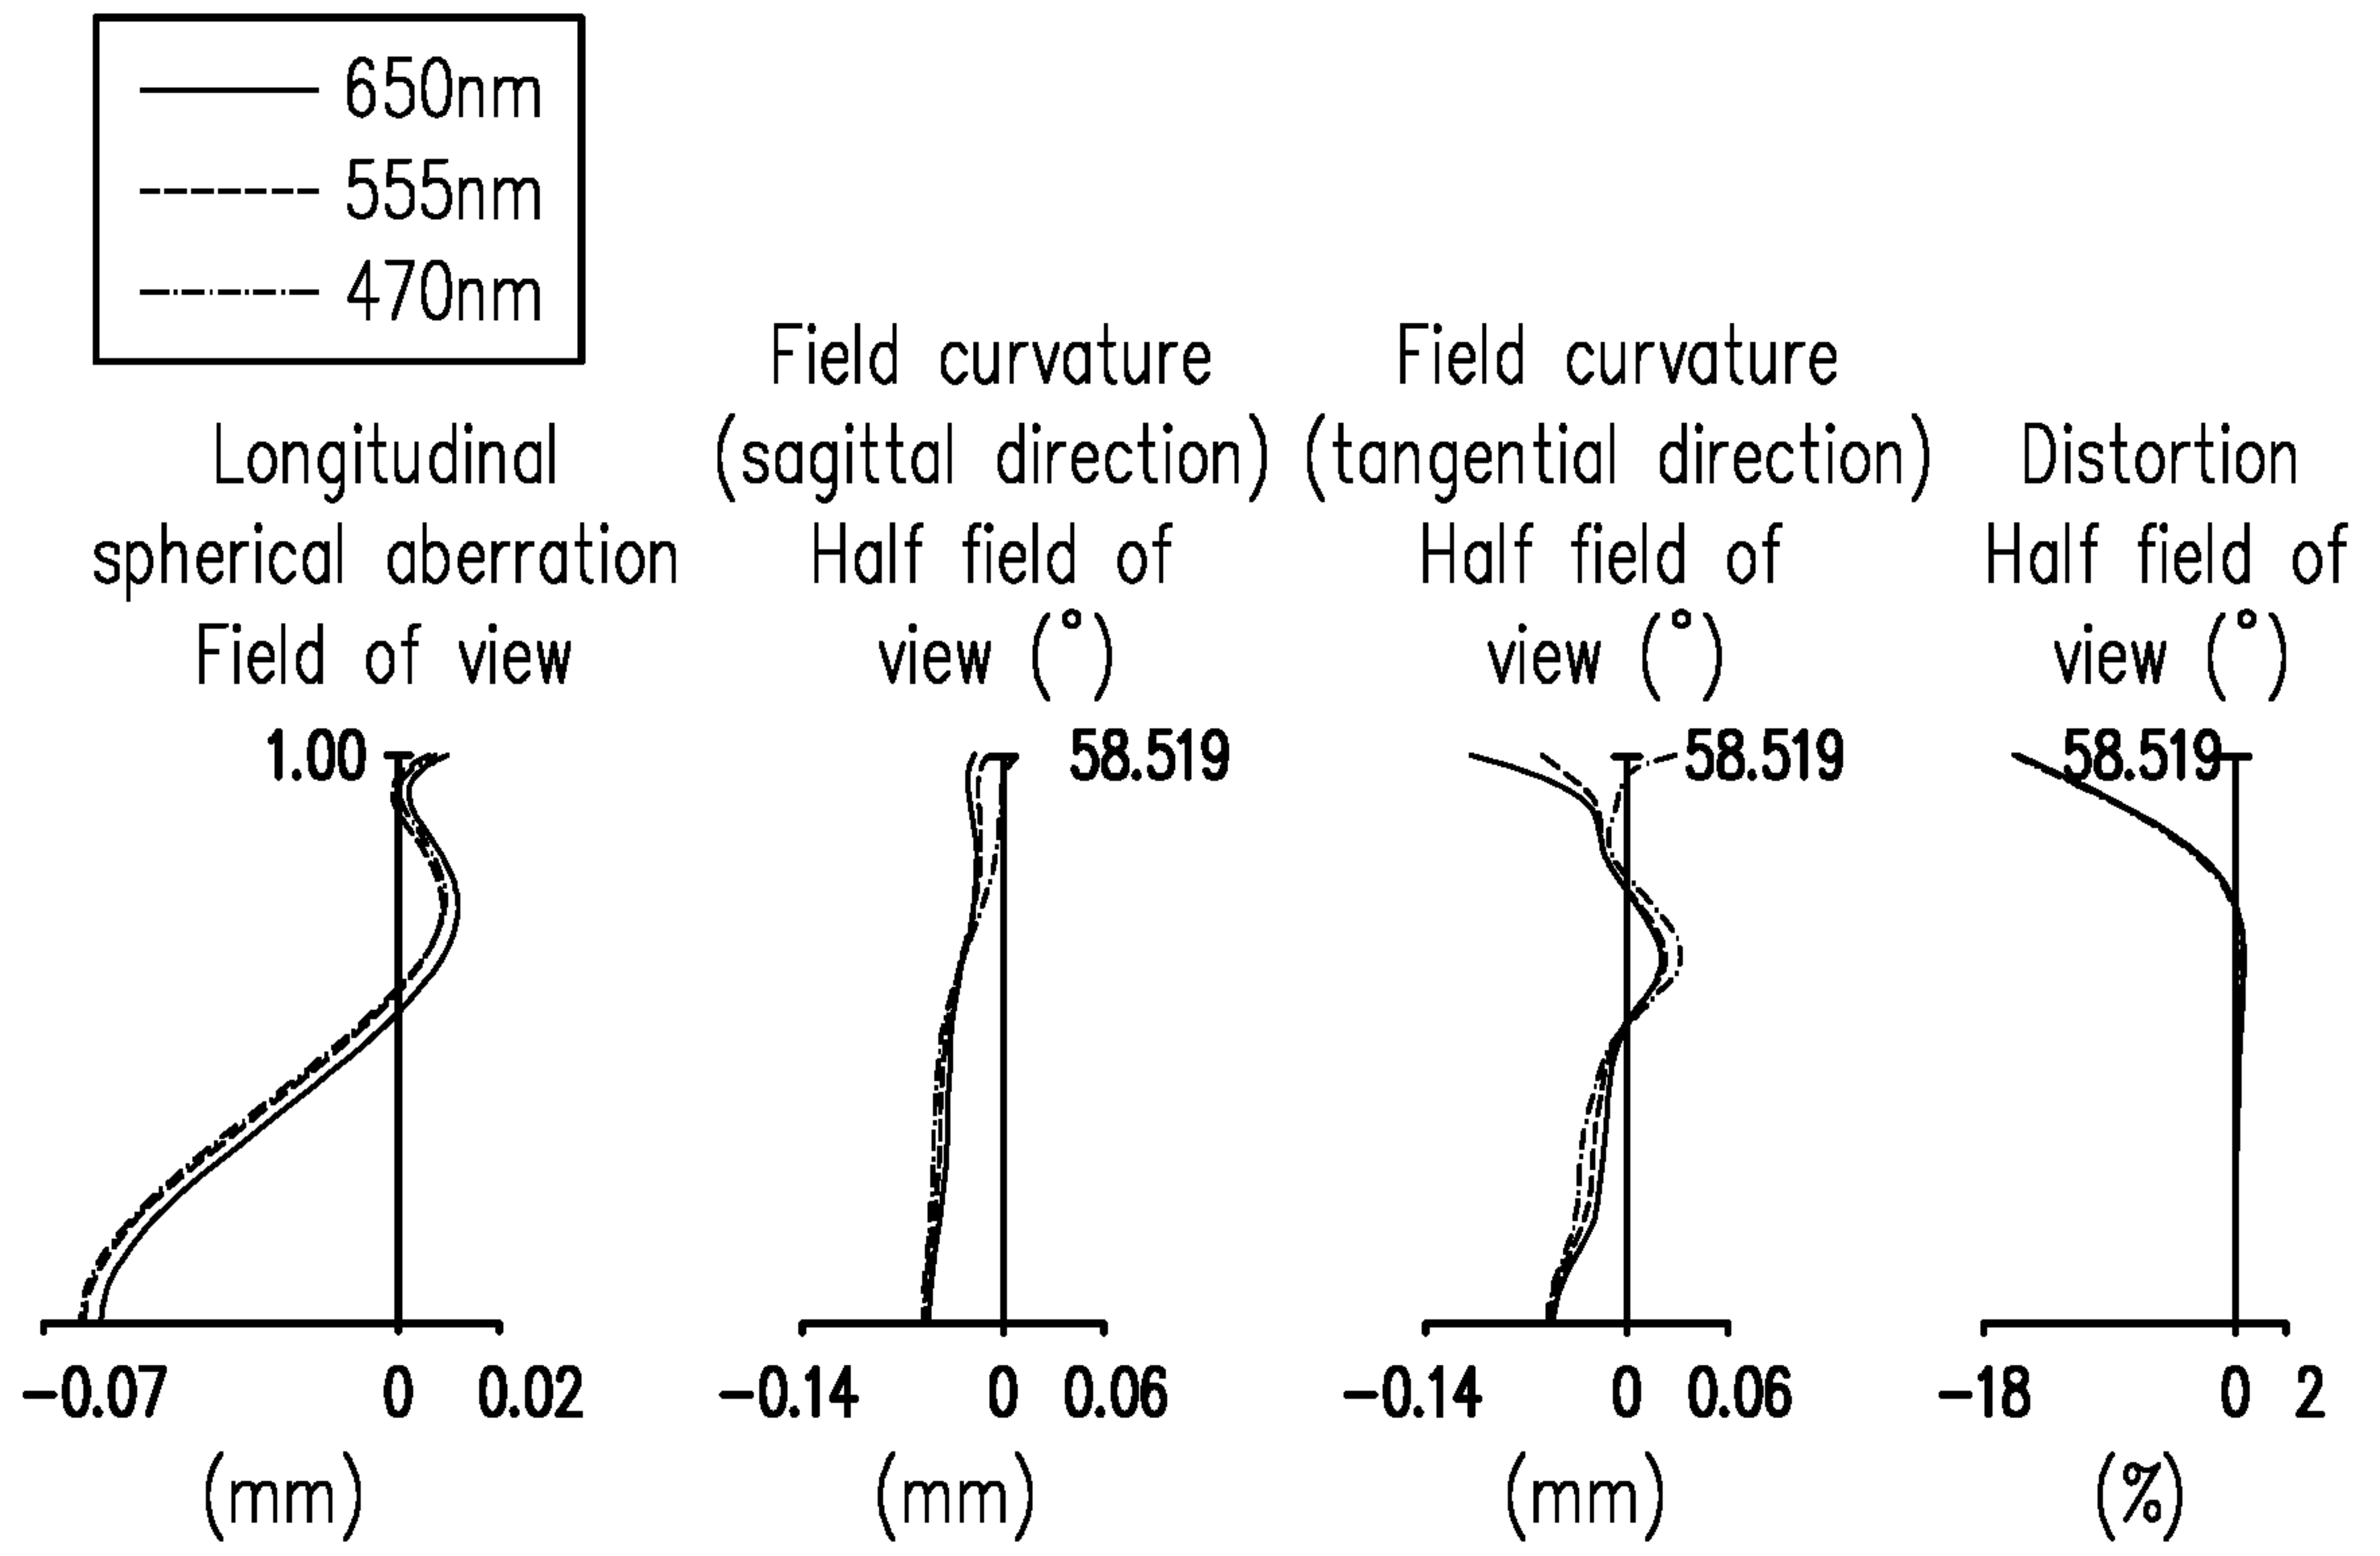 650nm
555nm
470nm
Longitudinal
spherical aberration
Field of view
1.00
-0.07 0 0.02
(mm)
Field curvature
(sagittal direction)
Half field of
view (°)
58.519
-0.14 0 0.06
(mm)
Field curvature
(tangential direction)
Half field of
view (°)
58.519
-0.14 0 0.06
(mm)
Distortion
Half field of
view (°)
58.519
-18 0 2
(%)